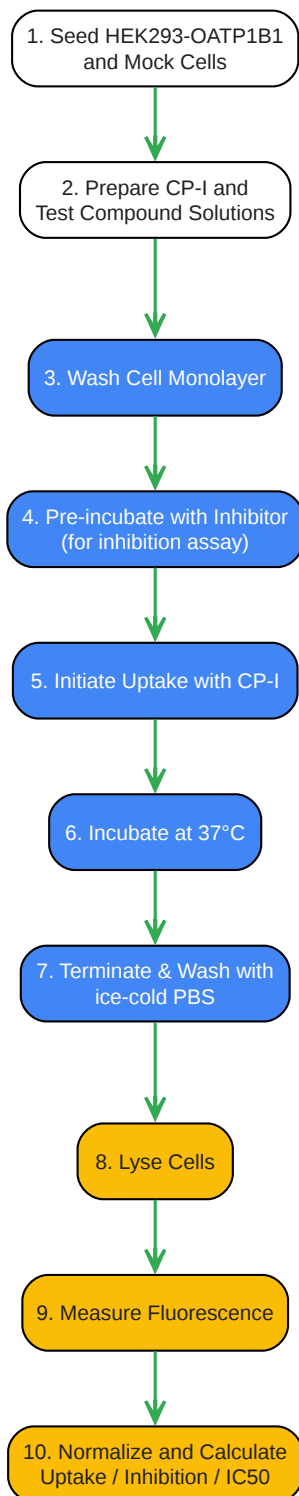 1. Seed HEK293-OATP1B1
and Mock Cells
2. Prepare CP-I and
Test Compound Solutions
3. Wash Cell Monolayer
4. Pre-incubate with Inhibitor
(for inhibition assay)
5. Initiate Uptake with CP-I
6. Incubate at 37°C
7. Terminate & Wash with
ice-cold PBS
8. Lyse Cells
9. Measure Fluorescence
10. Normalize and Calculate
Uptake / Inhibition / IC50